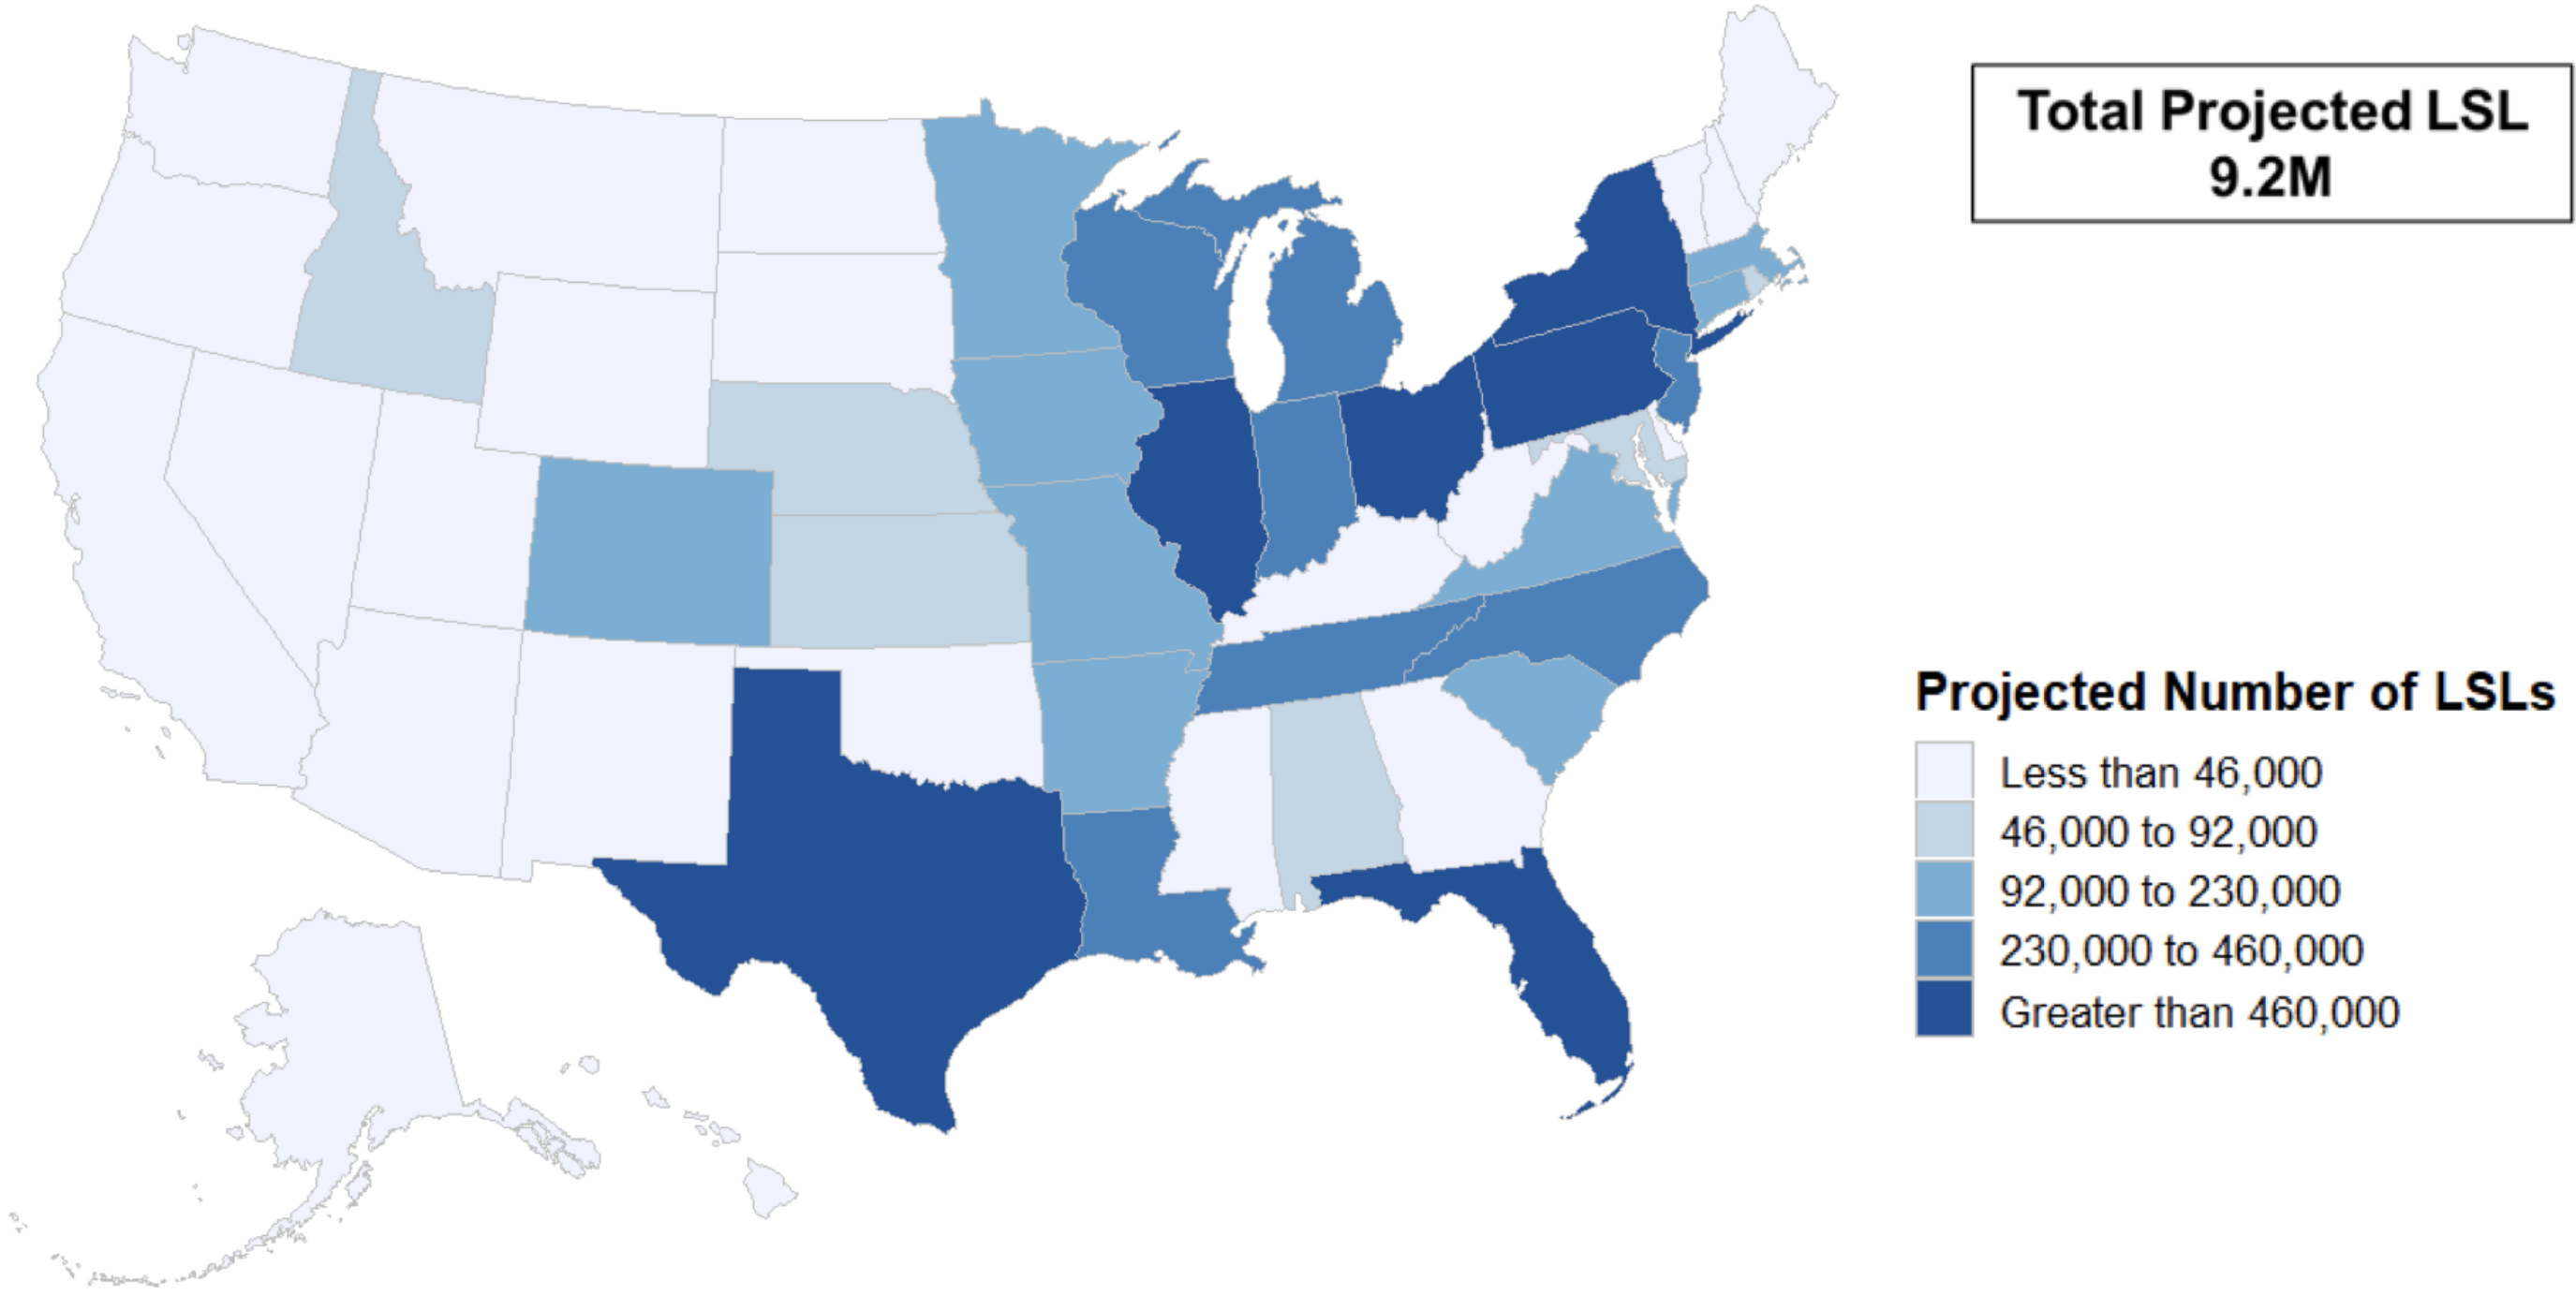 Total Projected LSL
9.2M
Projected Number of LSLs
Less than 46,000
46,000 to 92,000
92,000 to 230,000
230,000 to 460,000
Greater than 460,000